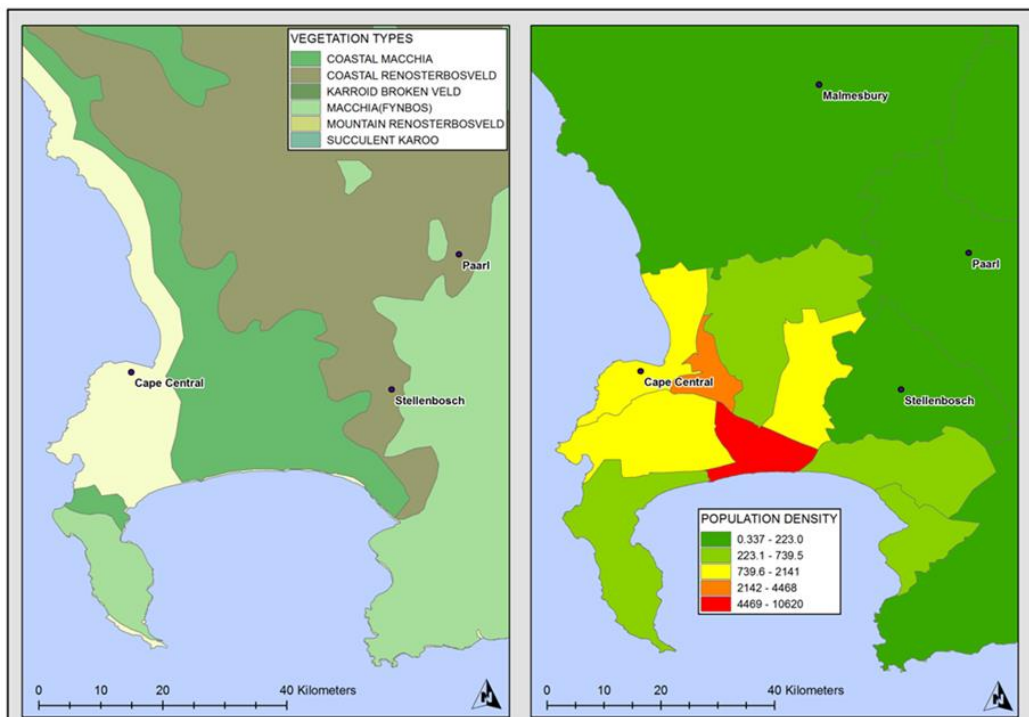 VEGETATION TYPES
COASTAL MACCHIA
COASTAL RENOSTERBOSVELD
KARROID BROKEN VELD
MACCHIA(FYNBOS)
MOUNTAIN RENOSTERBOSVELD
SUCCULENT KAROO
Paarl
Cape Central
Stellenbosch
0 10 20 40 Kilometers
Malmesbury
Paarl
Cape Central
Stellenbosch
POPULATION DENSITY
0.337 - 223.0
223.1 - 739.5
739.6 - 2141
2142 - 4468
4469 - 10620
0 10 20 40 Kilometers